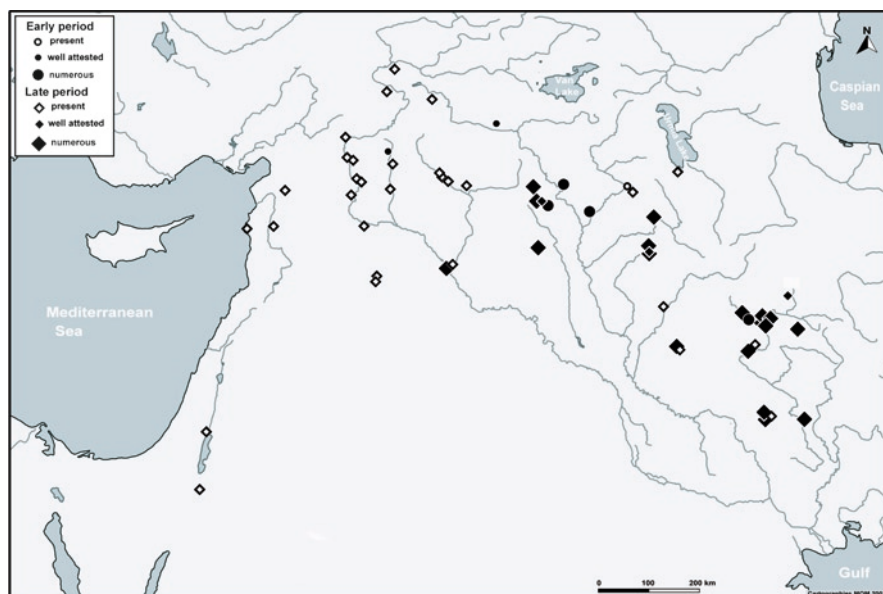 Early period
present
well attested
numerous
Late period
present
well attested
numerous
N
Van
Lake
Caspian
Sea
Mediterranean
Sea
Gulf
0 100 200 km